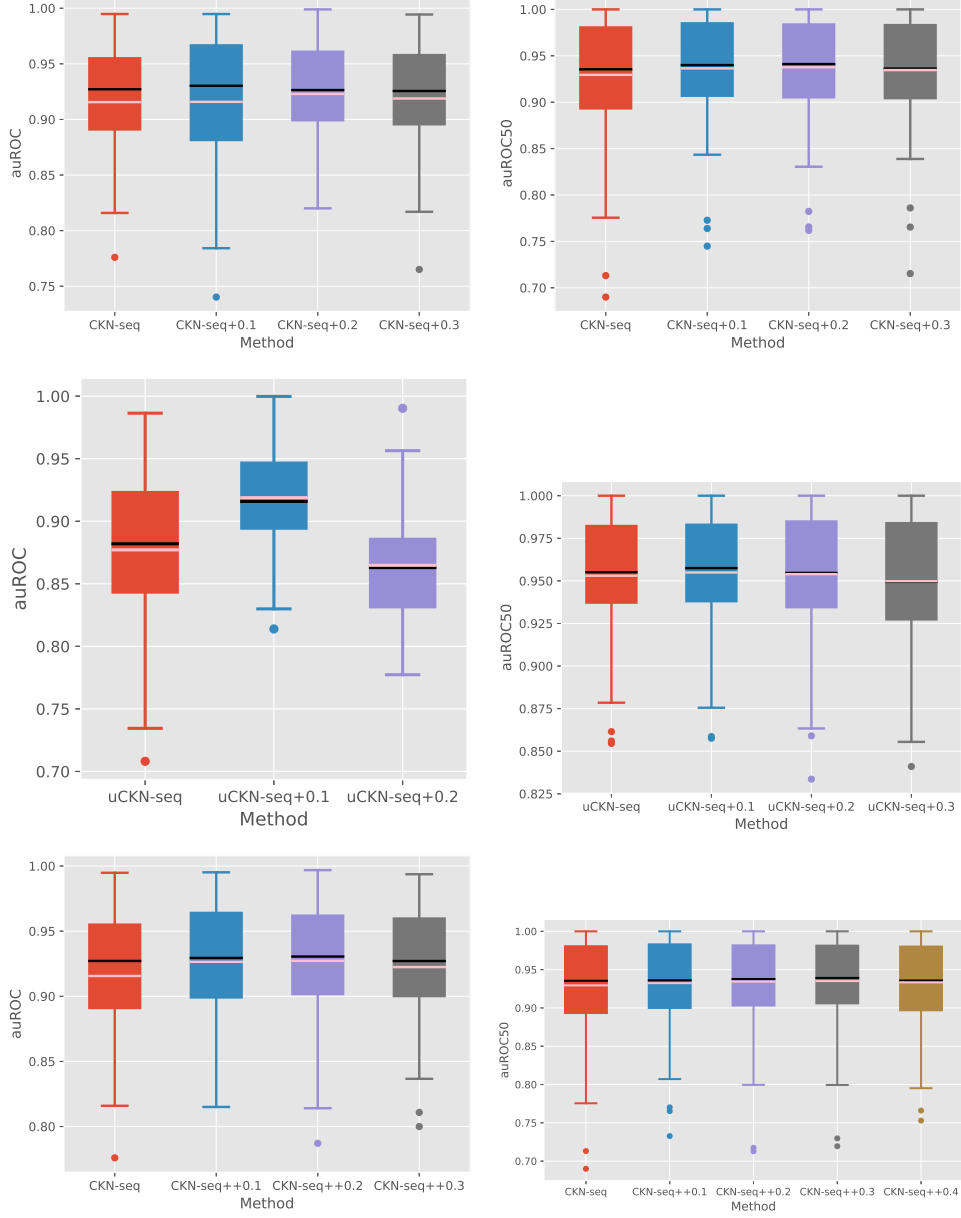 1.00
0.95
0.90
0.85
0.80
0.75
auROC
CKN-seq CKN-seq+0.1 CKN-seq+0.2 CKN-seq+0.3
Method
1.00
0.95
0.90
0.85
0.80
0.75
0.70
auROC50
CKN-seq CKN-seq+0.1 CKN-seq+0.2 CKN-seq+0.3
Method
1.00
0.95
0.90
0.85
0.80
0.75
0.70
auROC
uCKN-seq uCKN-seq+0.1 uCKN-seq+0.2
Method
1.000
0.975
0.950
0.925
0.900
0.875
0.850
0.825
auROC50
uCKN-seq uCKN-seq+0.1 uCKN-seq+0.2 uCKN-seq+0.3
Method
1.00
0.95
0.90
0.85
0.80
auROC
CKN-seq CKN-seq++0.1 CKN-seq++0.2 CKN-seq++0.3
Method
1.00
0.95
0.90
0.85
0.80
0.75
0.70
auROC50
CKN-seq CKN-seq++0.1 CKN-seq++0.2 CKN-seq++0.3 CKN-seq++0.4
Method